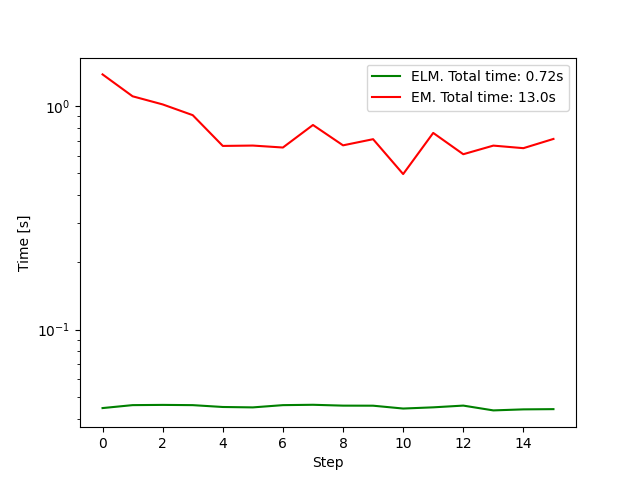 ELM. Total time: 0.72s
EM. Total time: 13.0s
10⁰
10⁻¹
Time [s]
0 2 4 6 8 10 12 14
Step